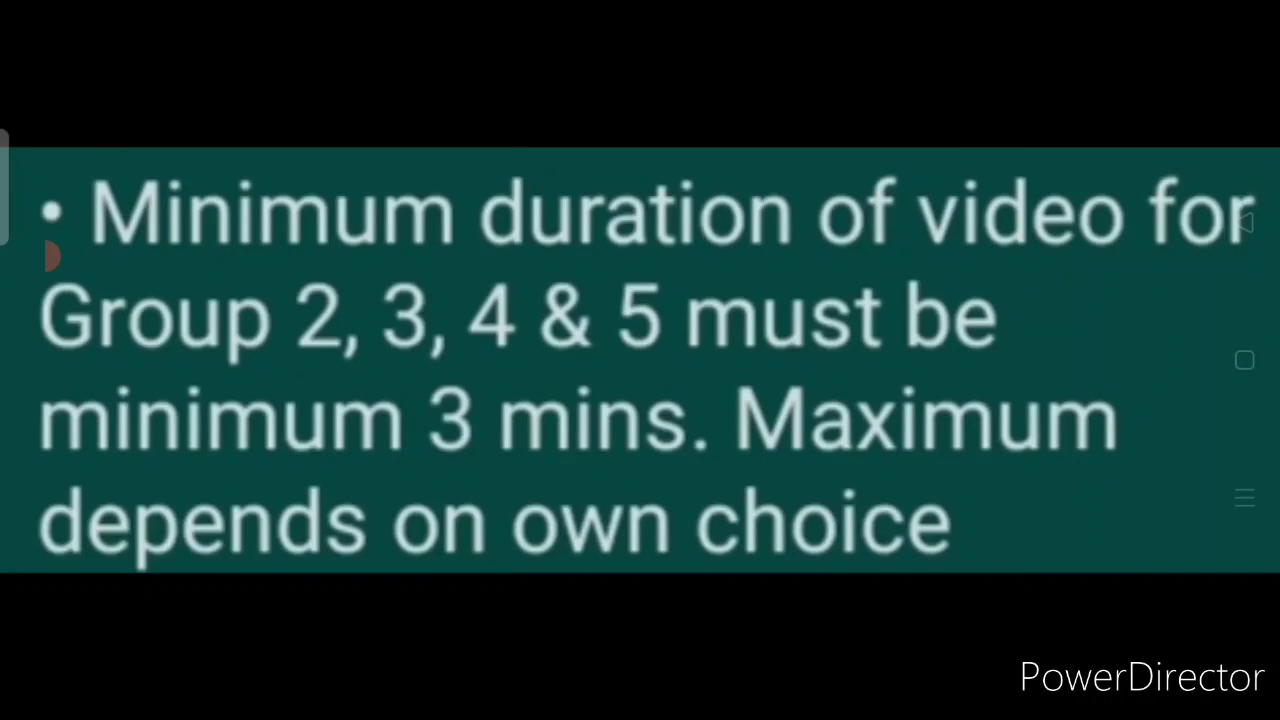 • Minimum duration of video for
Group 2, 3, 4 & 5 must be
minimum 3 mins. Maximum
depends on own choice
PowerDirector